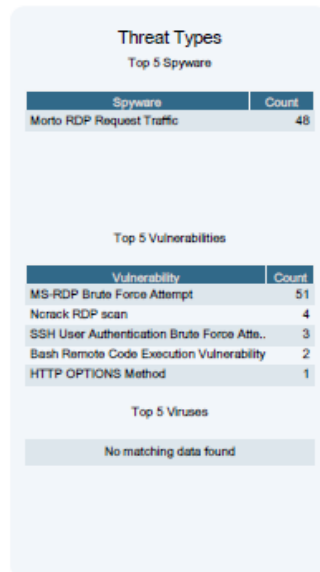 Threat Types
Top 5 Spyware
Spyware Count
Morto RDP Request Traffic 48
Top 5 Vulnerabilities
Vulnerability Count
MS-RDP Brute Force Attempt 51
Ncrack RDP scan 4
SSH User Authentication Brute Force Atte.. 3
Bash Remote Code Execution Vulnerability 2
HTTP OPTIONS Method 1
Top 5 Viruses
No matching data found